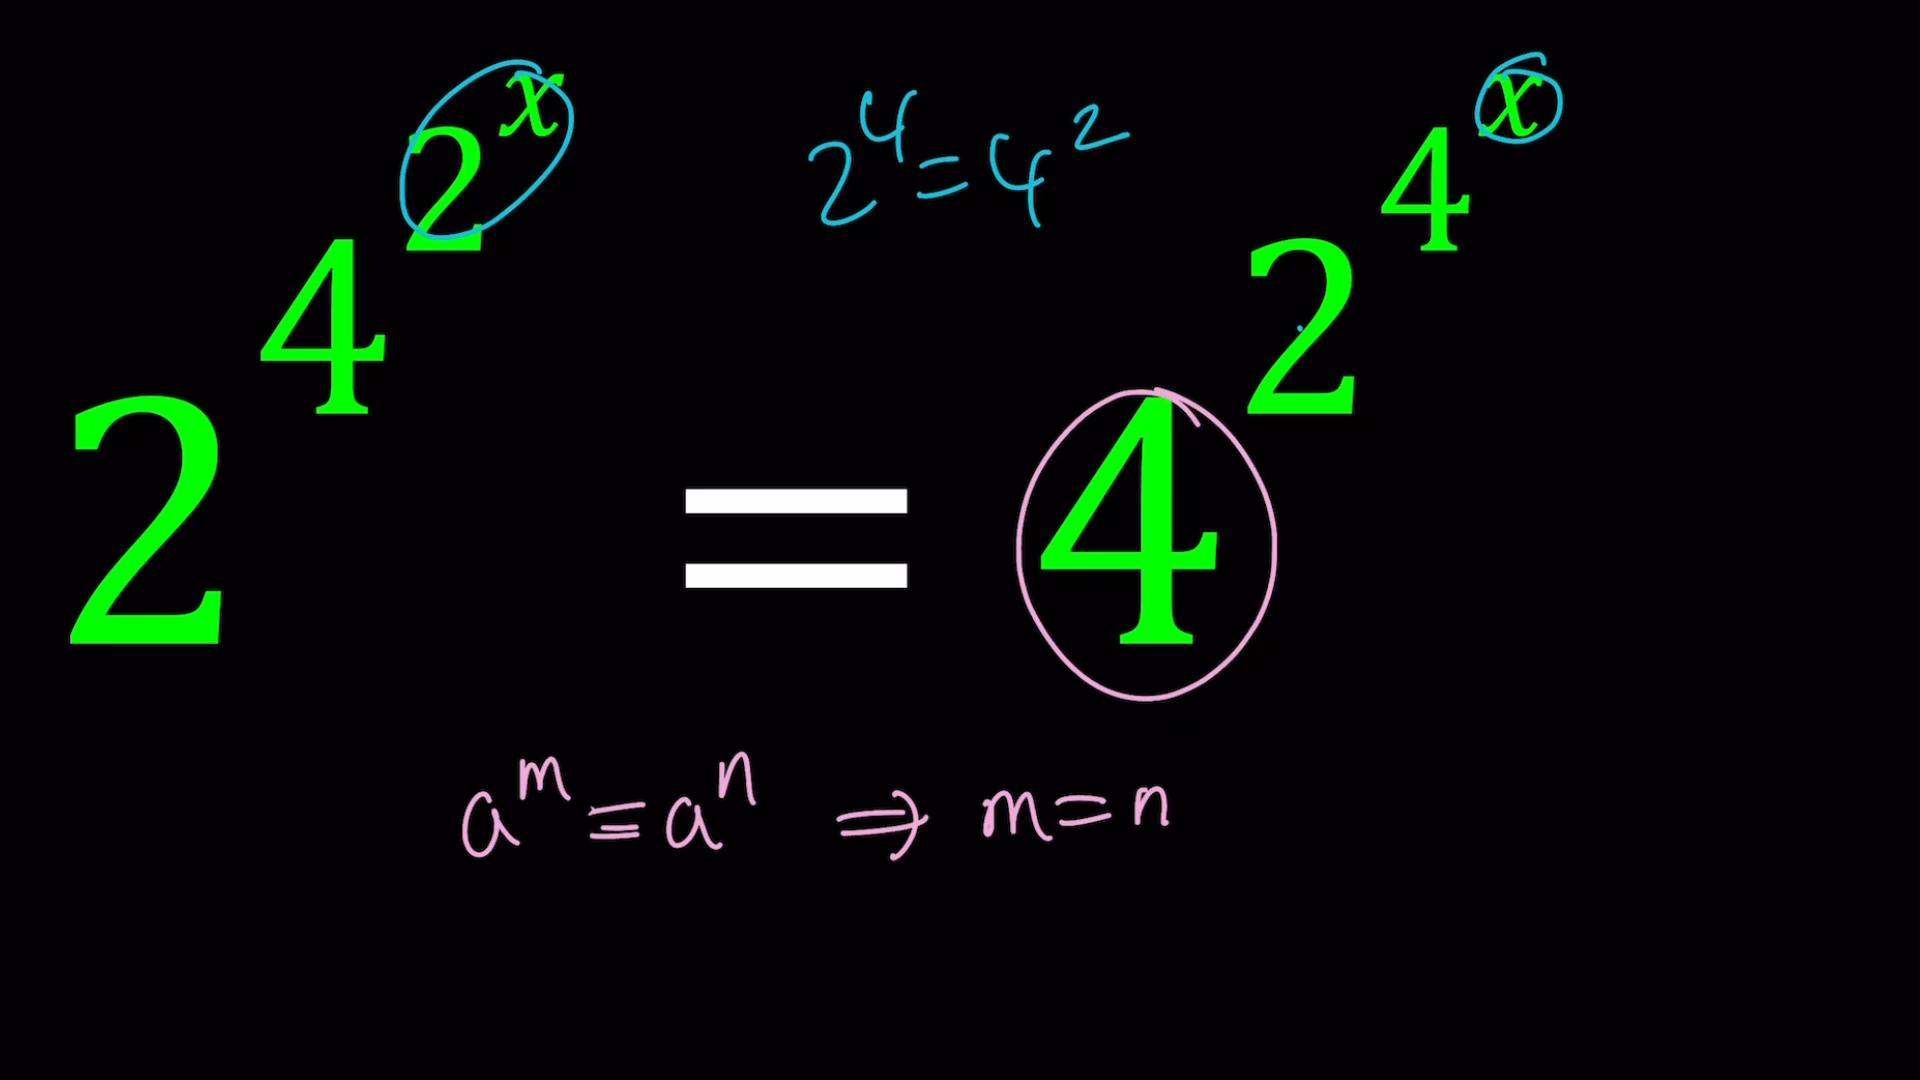 2^4^2^x = 4^2^4^x
2^4 = 4^2
a^m = a^n ⇒ m = n